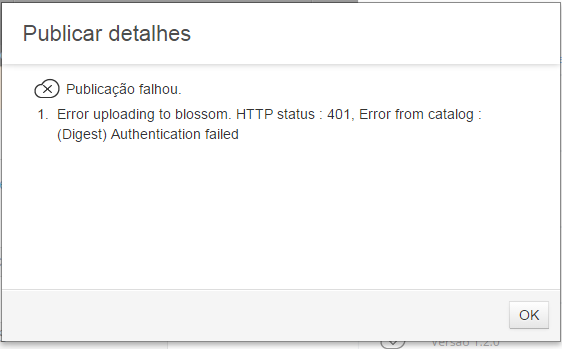 Publicar detalhes
Publicação falhou.
1. Error uploading to blossom. HTTP status : 401, Error from catalog :
(Digest) Authentication failed
OK
Versão 1.2.0